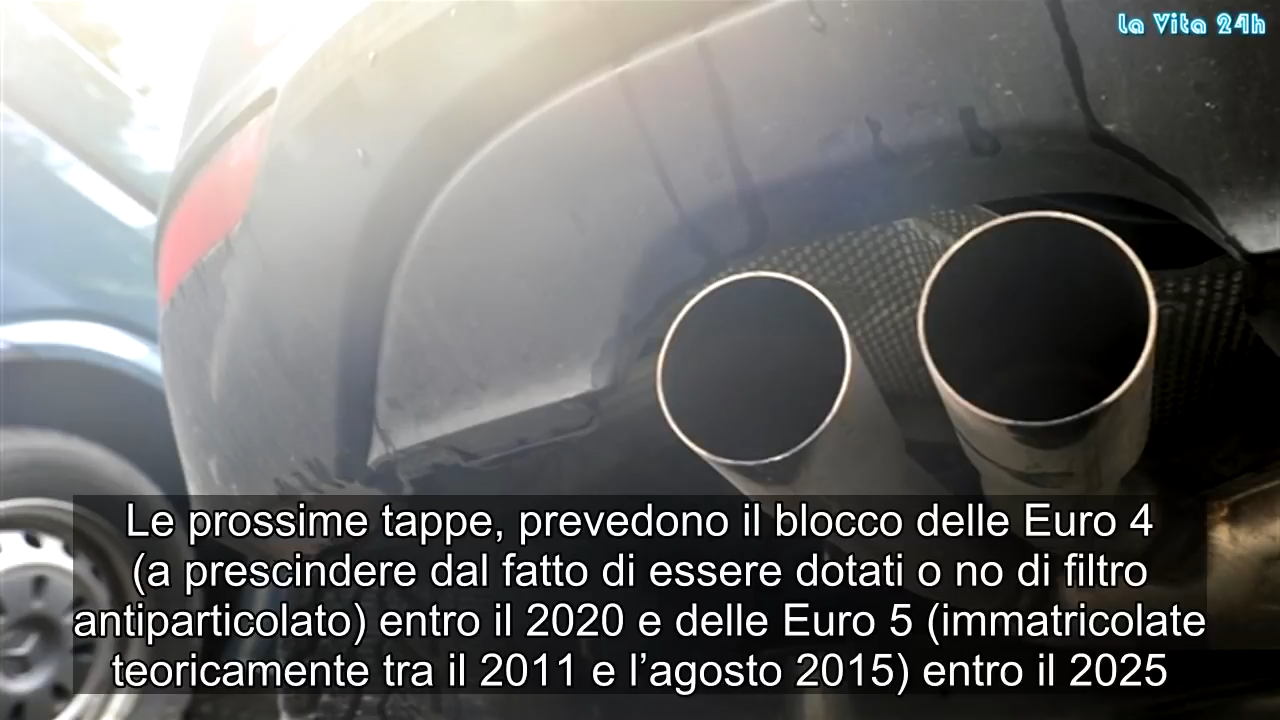 La Vita 24h
Le prossime tappe, prevedono il blocco delle Euro 4
(a prescindere dal fatto di essere dotati o no di filtro
antiparticolato) entro il 2020 e delle Euro 5 (immatricolate
teoricamente tra il 2011 e l’agosto 2015) entro il 2025